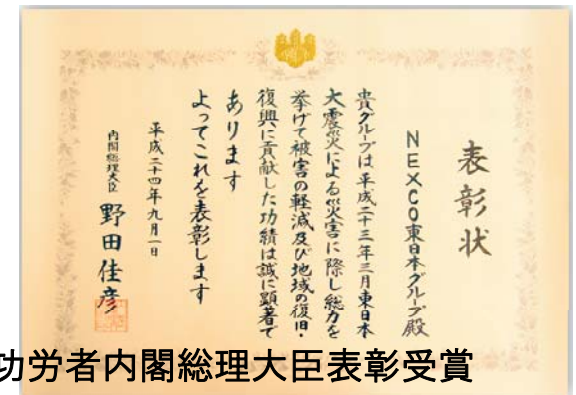 表彰状
NEXCO東日本グループ殿
貴グループは平成二十三年三月東日本
大震災による災害に際し総力を
挙げて被害の軽減及び地域の復旧・
復興に貢献した功績は誠に顕著で
あります
よってこれを表彰します
平成二十四年九月一日
内閣総理大臣 野田佳彦
功労者内閣総理大臣表彰受賞